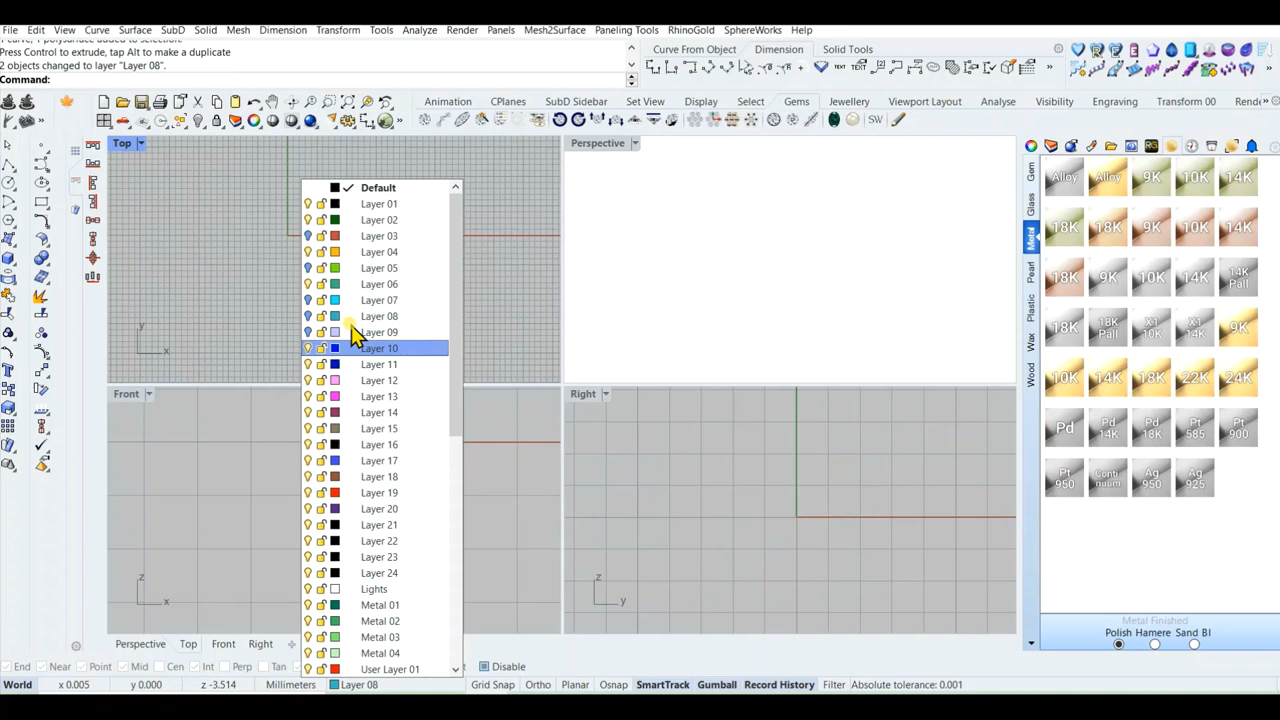 File Edit View Curve Surface SubD Solid Mesh Dimension Transform Tools Analyze Render Panels Mesh2Surface Paneling Tools RhinoGold SphereWorks Help
Press Control to extrude, tap Alt to make a duplicate
2 objects changed to layer "Layer 08".
Command:
Curve From Object Dimension Solid Tools
Animation CPlanes SubD Sidebar Set View Display Select Gems Jewellery Viewport Layout Analyse Visibility Engraving Transform 00
SW
Top
Perspective
Default
Layer 01
Layer 02
Layer 03
Layer 04
Layer 05
Layer 06
Layer 07
Layer 08
Layer 09
Layer 10
Layer 11
Layer 12
Layer 13
Layer 14
Layer 15
Layer 16
Layer 17
Layer 18
Layer 19
Layer 20
Layer 21
Layer 22
Layer 23
Layer 24
Lights
Metal 01
Metal 02
Metal 03
Metal 04
User Layer 01
y
x
Front
z
x
Right
z
y
Gem
Glass
Metal
Pearl
Plastic
Wax
Wood
Alloy Alloy 9K 10K 14K
18K 18K 9K 10K 14K
18K 9K 10K 14K 14K Pall
18K 18K Pall X1 10K X1 14K 9K
10K 14K 18K 22K 24K
Pd Pd 14K Pd 18K Pt 585 Pt 900
Pt 950 Conti nuum Ag 950 Ag 925
Metal Finished
Polish Hamere Sand Bl
Perspective Top Front Right
End Near Point Mid Cen Int Perp Tan Disable
World x 0.005 y 0.000 z -3.514 Millimeters Layer 08 Grid Snap Ortho Planar Osnap SmartTrack Gumball Record History Filter Absolute tolerance: 0.001